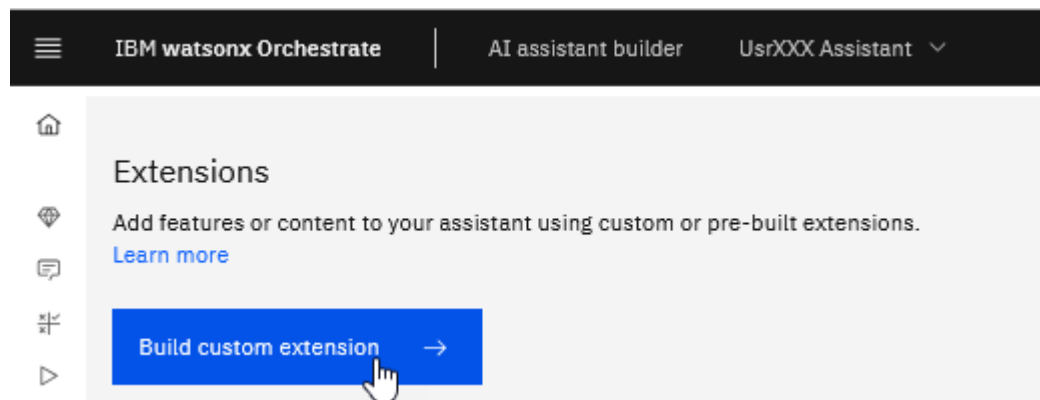 IBM watsonx Orchestrate AI assistant builder UsrXXX Assistant
Extensions
Add features or content to your assistant using custom or pre-built extensions.
Learn more
Build custom extension →